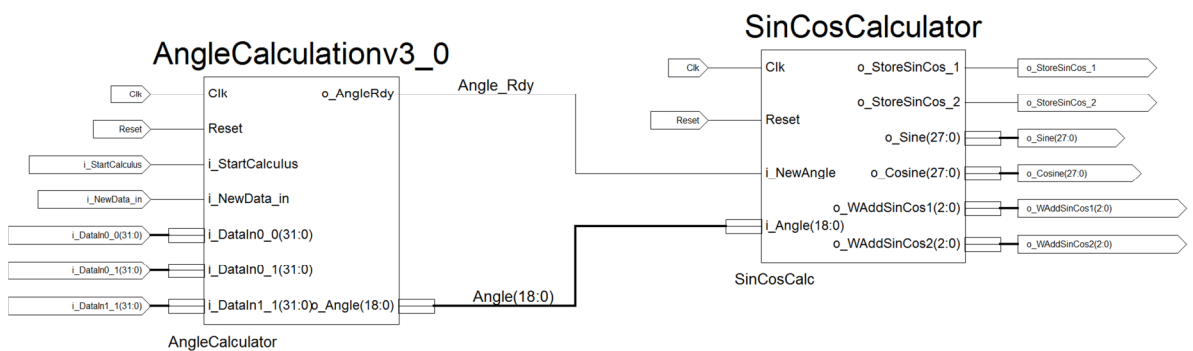 SinCosCalculator
AngleCalculationv3_0
Clk
Clk
o_AngleRdy
Angle_Rdy
Reset
Reset
i_StartCalculus
i_StartCalculus
i_NewData_in
i_NewData_in
i_DataIn0_0(31:0)
i_DataIn0_0(31:0)
i_DataIn0_1(31:0)
i_DataIn0_1(31:0)
i_DataIn1_1(31:0)
i_DataIn1_1(31:0)
o_Angle(18:0)
Angle(18:0)
AngleCalculator
Clk
Clk
o_StoreSinCos_1
o_StoreSinCos_1
o_StoreSinCos_2
o_StoreSinCos_2
Reset
Reset
o_Sine(27:0)
o_Sine(27:0)
i_NewAngle
o_Cosine(27:0)
o_Cosine(27:0)
o_WAddSinCos1(2:0)
o_WAddSinCos1(2:0)
i_Angle(18:0)
o_WAddSinCos2(2:0)
o_WAddSinCos2(2:0)
SinCosCalc